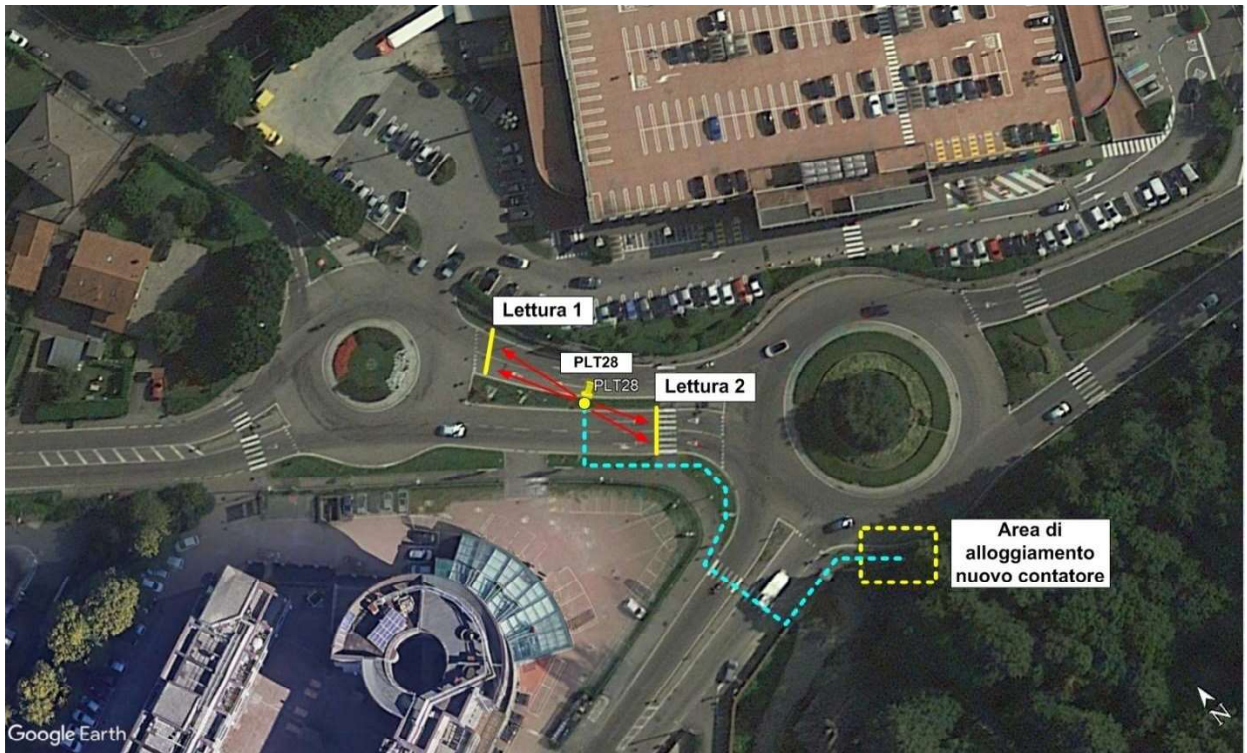 Lettura 1
PLT28
PLT28
Lettura 2
Area di
alloggiamento
nuovo contatore
Google Earth
N